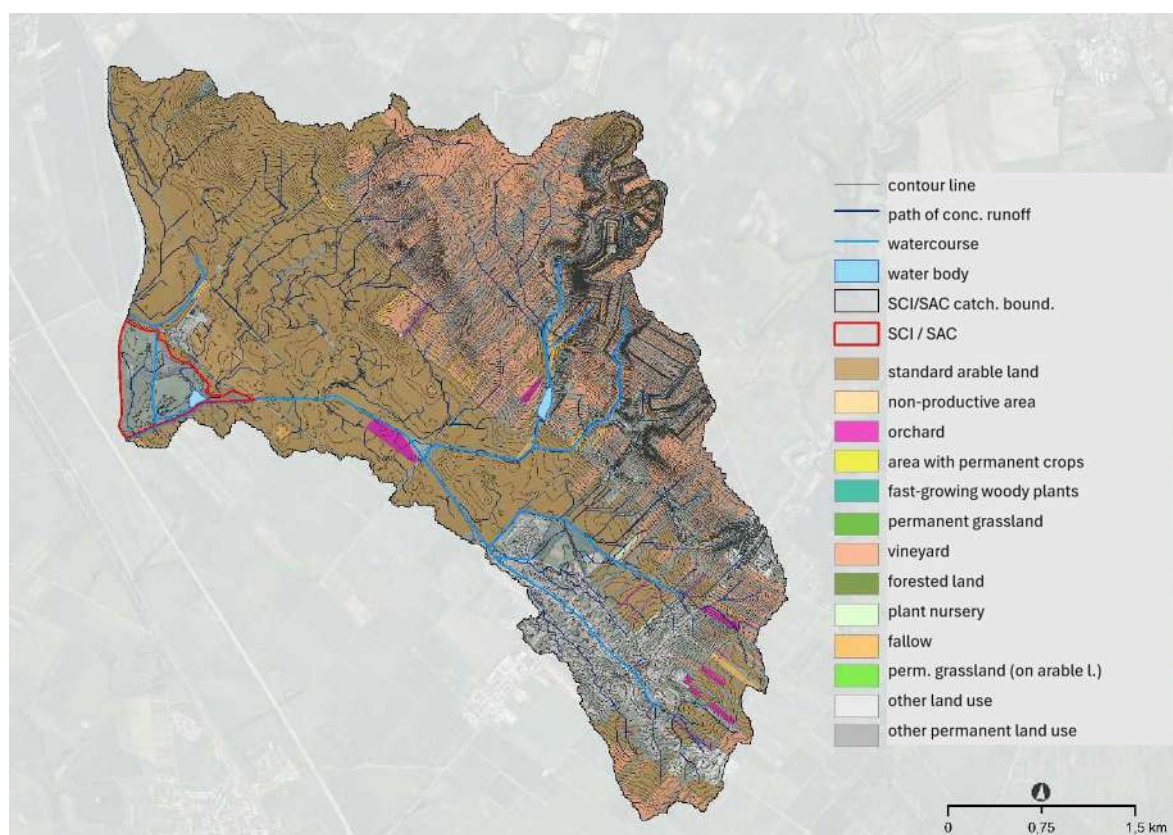 contour line
path of conc. runoff
watercourse
water body
SCI/SAC catch. bound.
SCI / SAC
standard arable land
non-productive area
orchard
area with permanent crops
fast-growing woody plants
permanent grassland
vineyard
forested land
plant nursery
fallow
perm. grassland (on arable l.)
other land use
other permanent land use
0 0.75 1,5 km